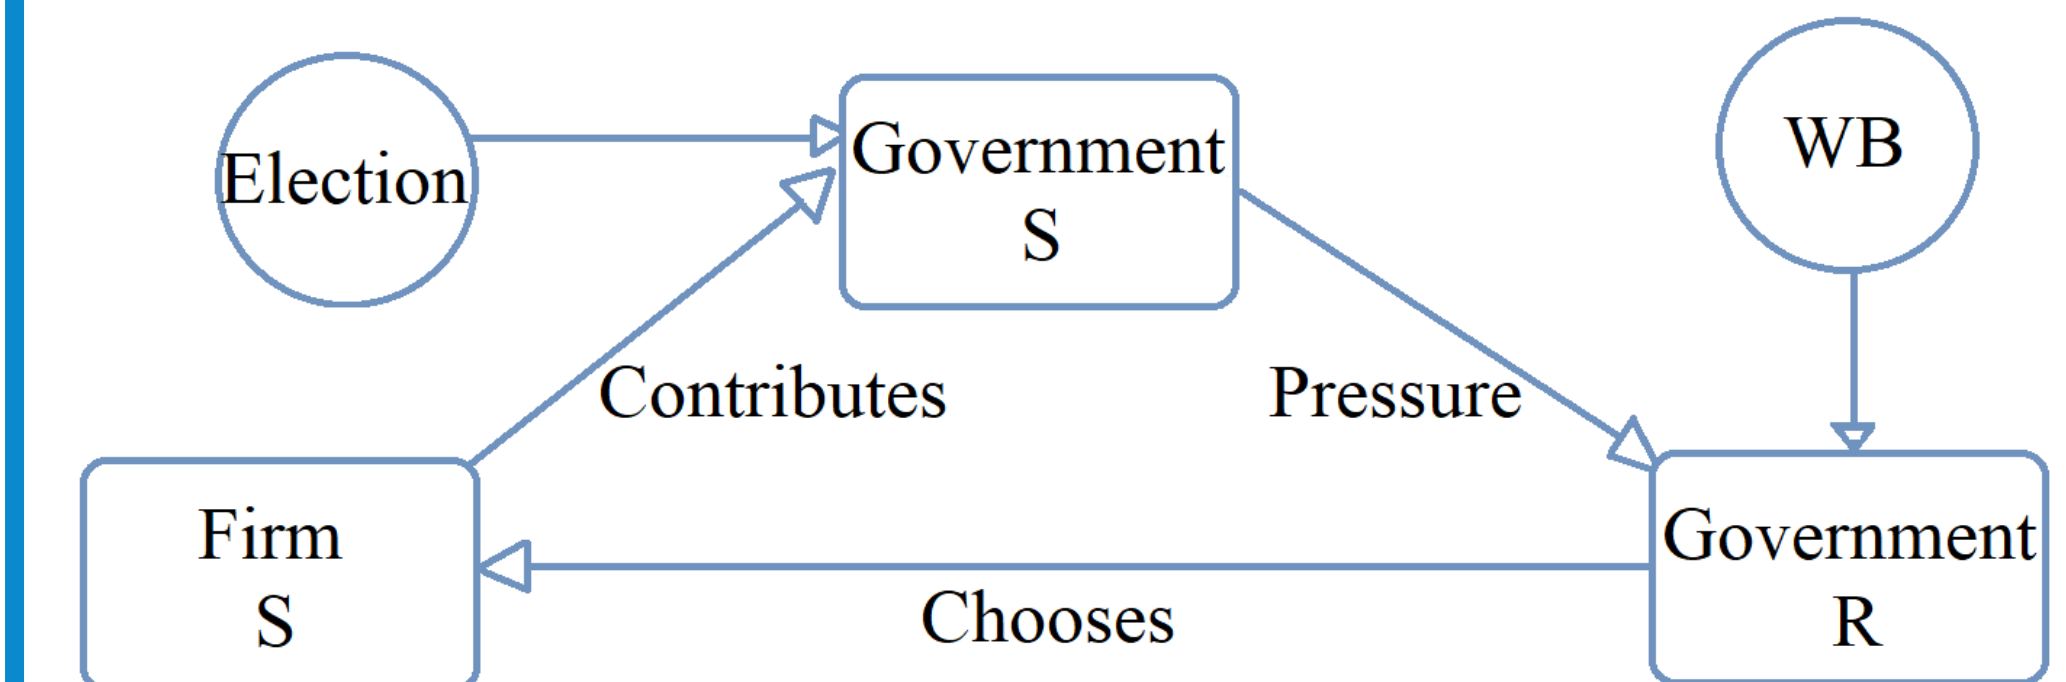 Election
Government
S
WB
Contributes
Pressure
Firm
S
Chooses
Government
R